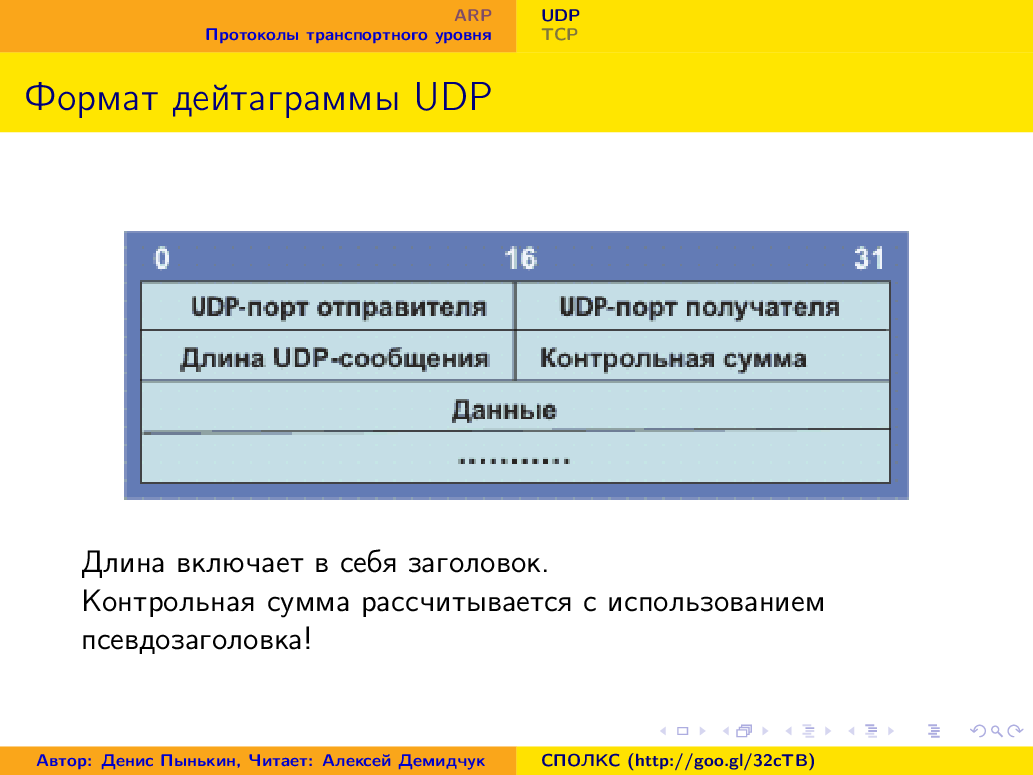 ARP
Протоколы транспортного уровня
UDP
TCP
Формат дейтаграммы UDP
0 16 31
UDP-порт отправителя UDP-порт получателя
Длина UDP-сообщения Контрольная сумма
Данные
...........
Длина включает в себя заголовок.
Контрольная сумма рассчитывается с использованием
псевдозаголовка!
Автор: Денис Пынькин, Читает: Алексей Демидчук
СПОЛКС (http://goo.gl/32cTB)